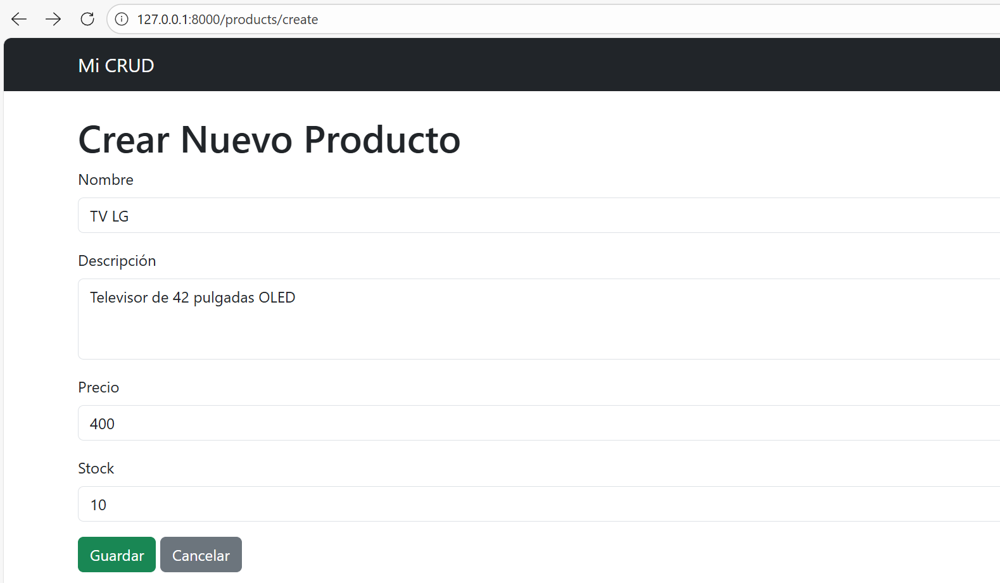 127.0.0.1:8000/products/create
Mi CRUD
Crear Nuevo Producto
Nombre
TV LG
Descripción
Televisor de 42 pulgadas OLED
Precio
400
Stock
10
Guardar Cancelar